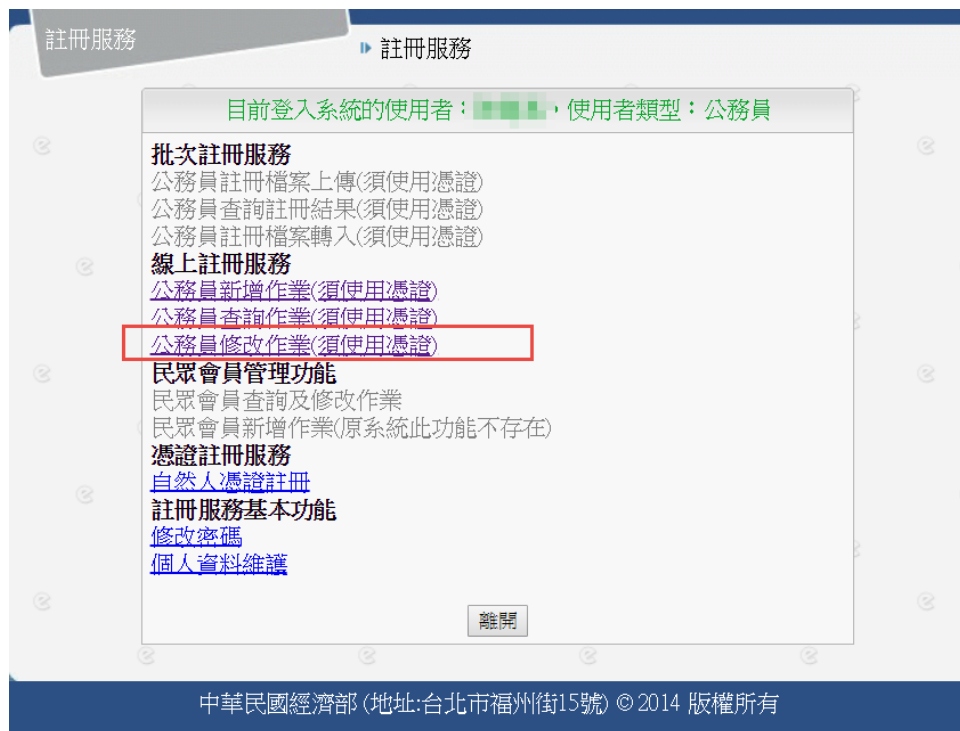 註冊服務
註冊服務
目前登入系統的使用者：，使用者類型：公務員
批次註冊服務
公務員註冊檔案上傳(須使用憑證)
公務員查詢註冊結果(須使用憑證)
公務員註冊檔案轉入(須使用憑證)
線上註冊服務
公務員新增作業(須使用憑證)
公務員查詢作業(須使用憑證)
公務員修改作業(須使用憑證)
民眾會員管理功能
民眾會員查詢及修改作業
民眾會員新增作業(原系統此功能不存在)
憑證註冊服務
自然人憑證註冊
註冊服務基本功能
修改密碼
個人資料維護
離開
中華民國經濟部 (地址:台北市福州街15號) © 2014 版權所有